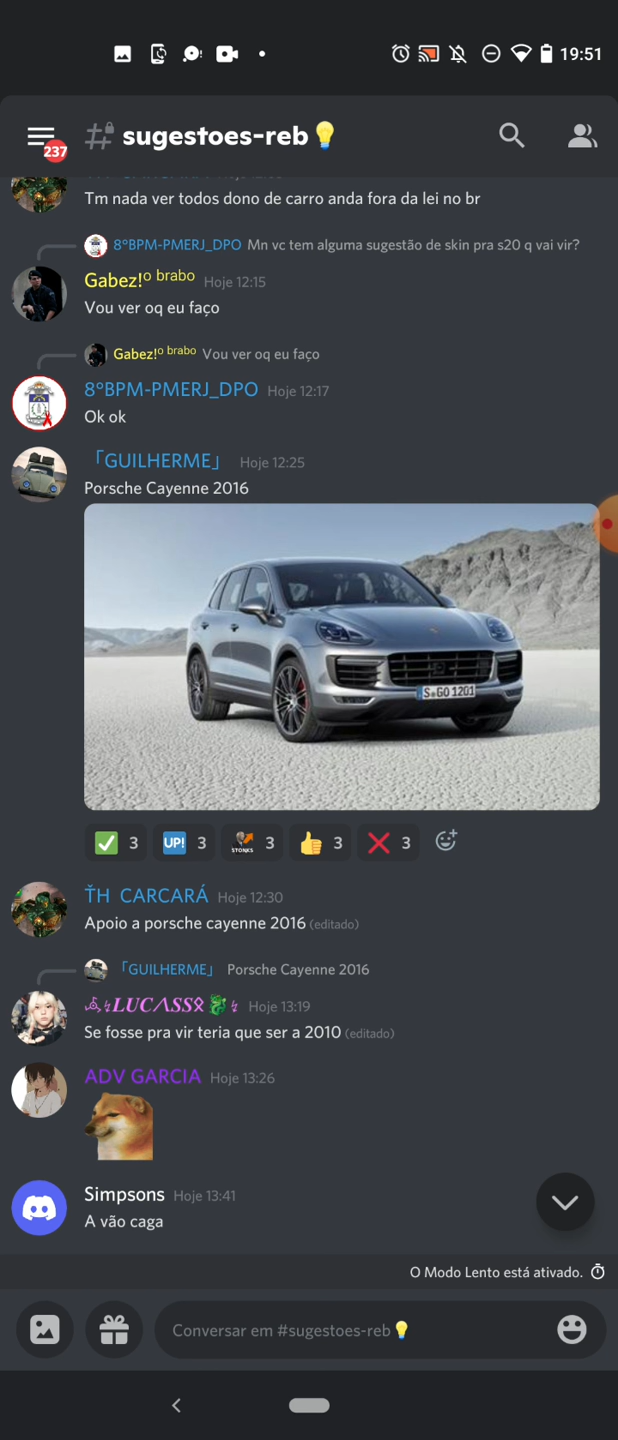 19:51
237
sugestoes-reb💡
Tm nada ver todos dono de carro anda fora da lei no br
8°BPM-PMERJ_DPO Mn vc tem alguma sugestão de skin pra s20 q vai vir?
Gabez!º ᵇʳᵃᵇᵒ Hoje 12:15
Vou ver oq eu faço
Gabez!º ᵇʳᵃᵇᵒ Vou ver oq eu faço
8°BPM-PMERJ_DPO Hoje 12:17
Ok ok
「GUILHERME」 Hoje 12:25
Porsche Cayenne 2016
S GO 1201
✅ 3 UP! 3 STONKS 3 👍 3 ❌ 3
ŤH CARCARÁ Hoje 12:30
Apoio a porsche cayenne 2016 (editado)
「GUILHERME」 Porsche Cayenne 2016
𝑳𝑼𝑪𝜦𝑺𝑺 Hoje 13:19
Se fosse pra vir teria que ser a 2010 (editado)
ADV GARCIA Hoje 13:26
Simpsons Hoje 13:41
A vão caga
O Modo Lento está ativado.
Conversar em #sugestoes-reb💡